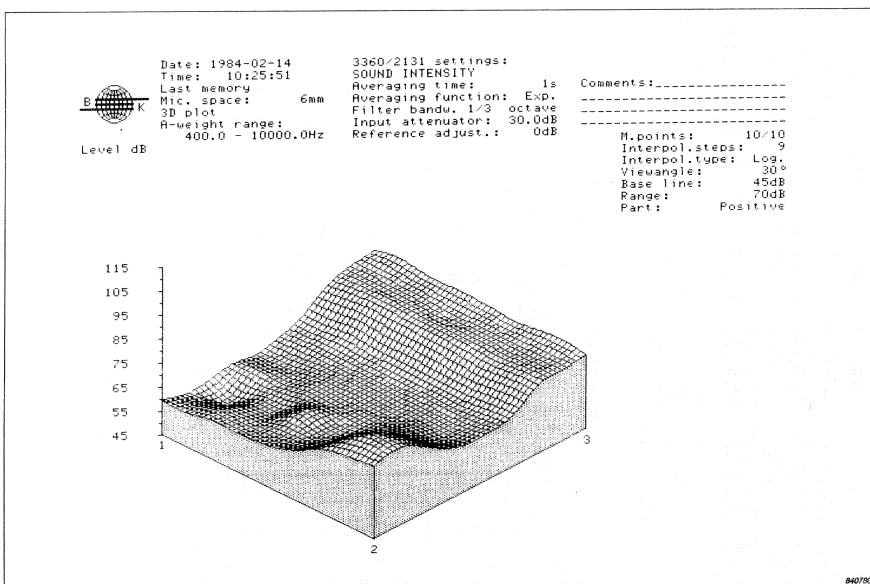 Date: 1984-02-14
Time: 10:25:51
Last memory
Mic. space: 6mm
3D plot
A-weight range:
400.0 - 10000.0Hz
B K
Level dB
3360/2131 settings:
SOUND INTENSITY
Averaging time: 1s
Averaging function: Exp.
Filter bandw. 1/3 octave
Input attenuator: 30.0dB
Reference adjust.: 0dB
Comments:
M.points: 10/10
Interpol.steps: 9
Interpol.type: Log.
Viewangle: 30°
Base line: 45dB
Range: 70dB
Part: Positive
115
105
95
85
75
65
55
45
1
2
3
840780